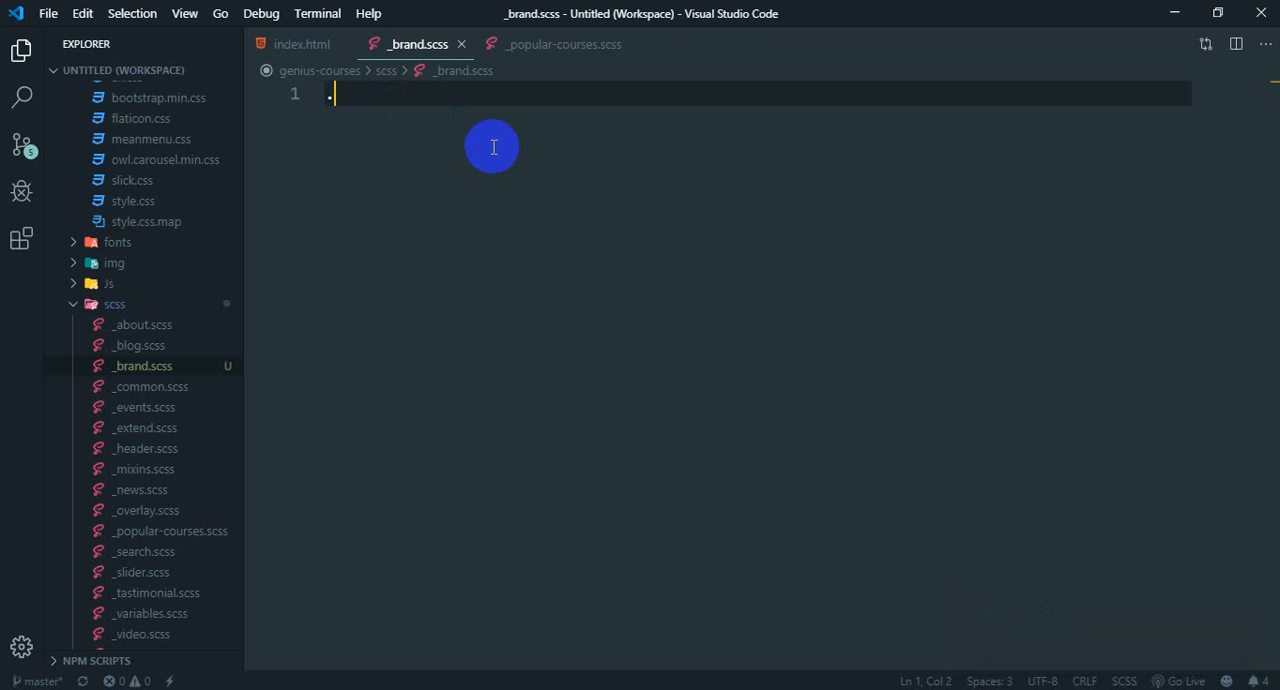 File Edit Selection View Go Debug Terminal Help
_brand.scss - Untitled (Workspace) - Visual Studio Code
EXPLORER
index.html
_brand.scss
_popular-courses.scss
UNTITLED (WORKSPACE)
genius-courses > scss > _brand.scss
1 .
bootstrap.min.css
flaticon.css
meanmenu.css
owl.carousel.min.css
slick.css
style.css
style.css.map
fonts
img
Js
scss
_about.scss
_blog.scss
_brand.scss U
_common.scss
_events.scss
_extend.scss
_header.scss
_mixins.scss
_news.scss
_overlay.scss
_popular-courses.scss
_search.scss
_slider.scss
_tastimonial.scss
_variables.scss
_video.scss
NPM SCRIPTS
5
master* 0 0
Ln 1, Col 2 Spaces: 3 UTF-8 CRLF SCSS Go Live 4